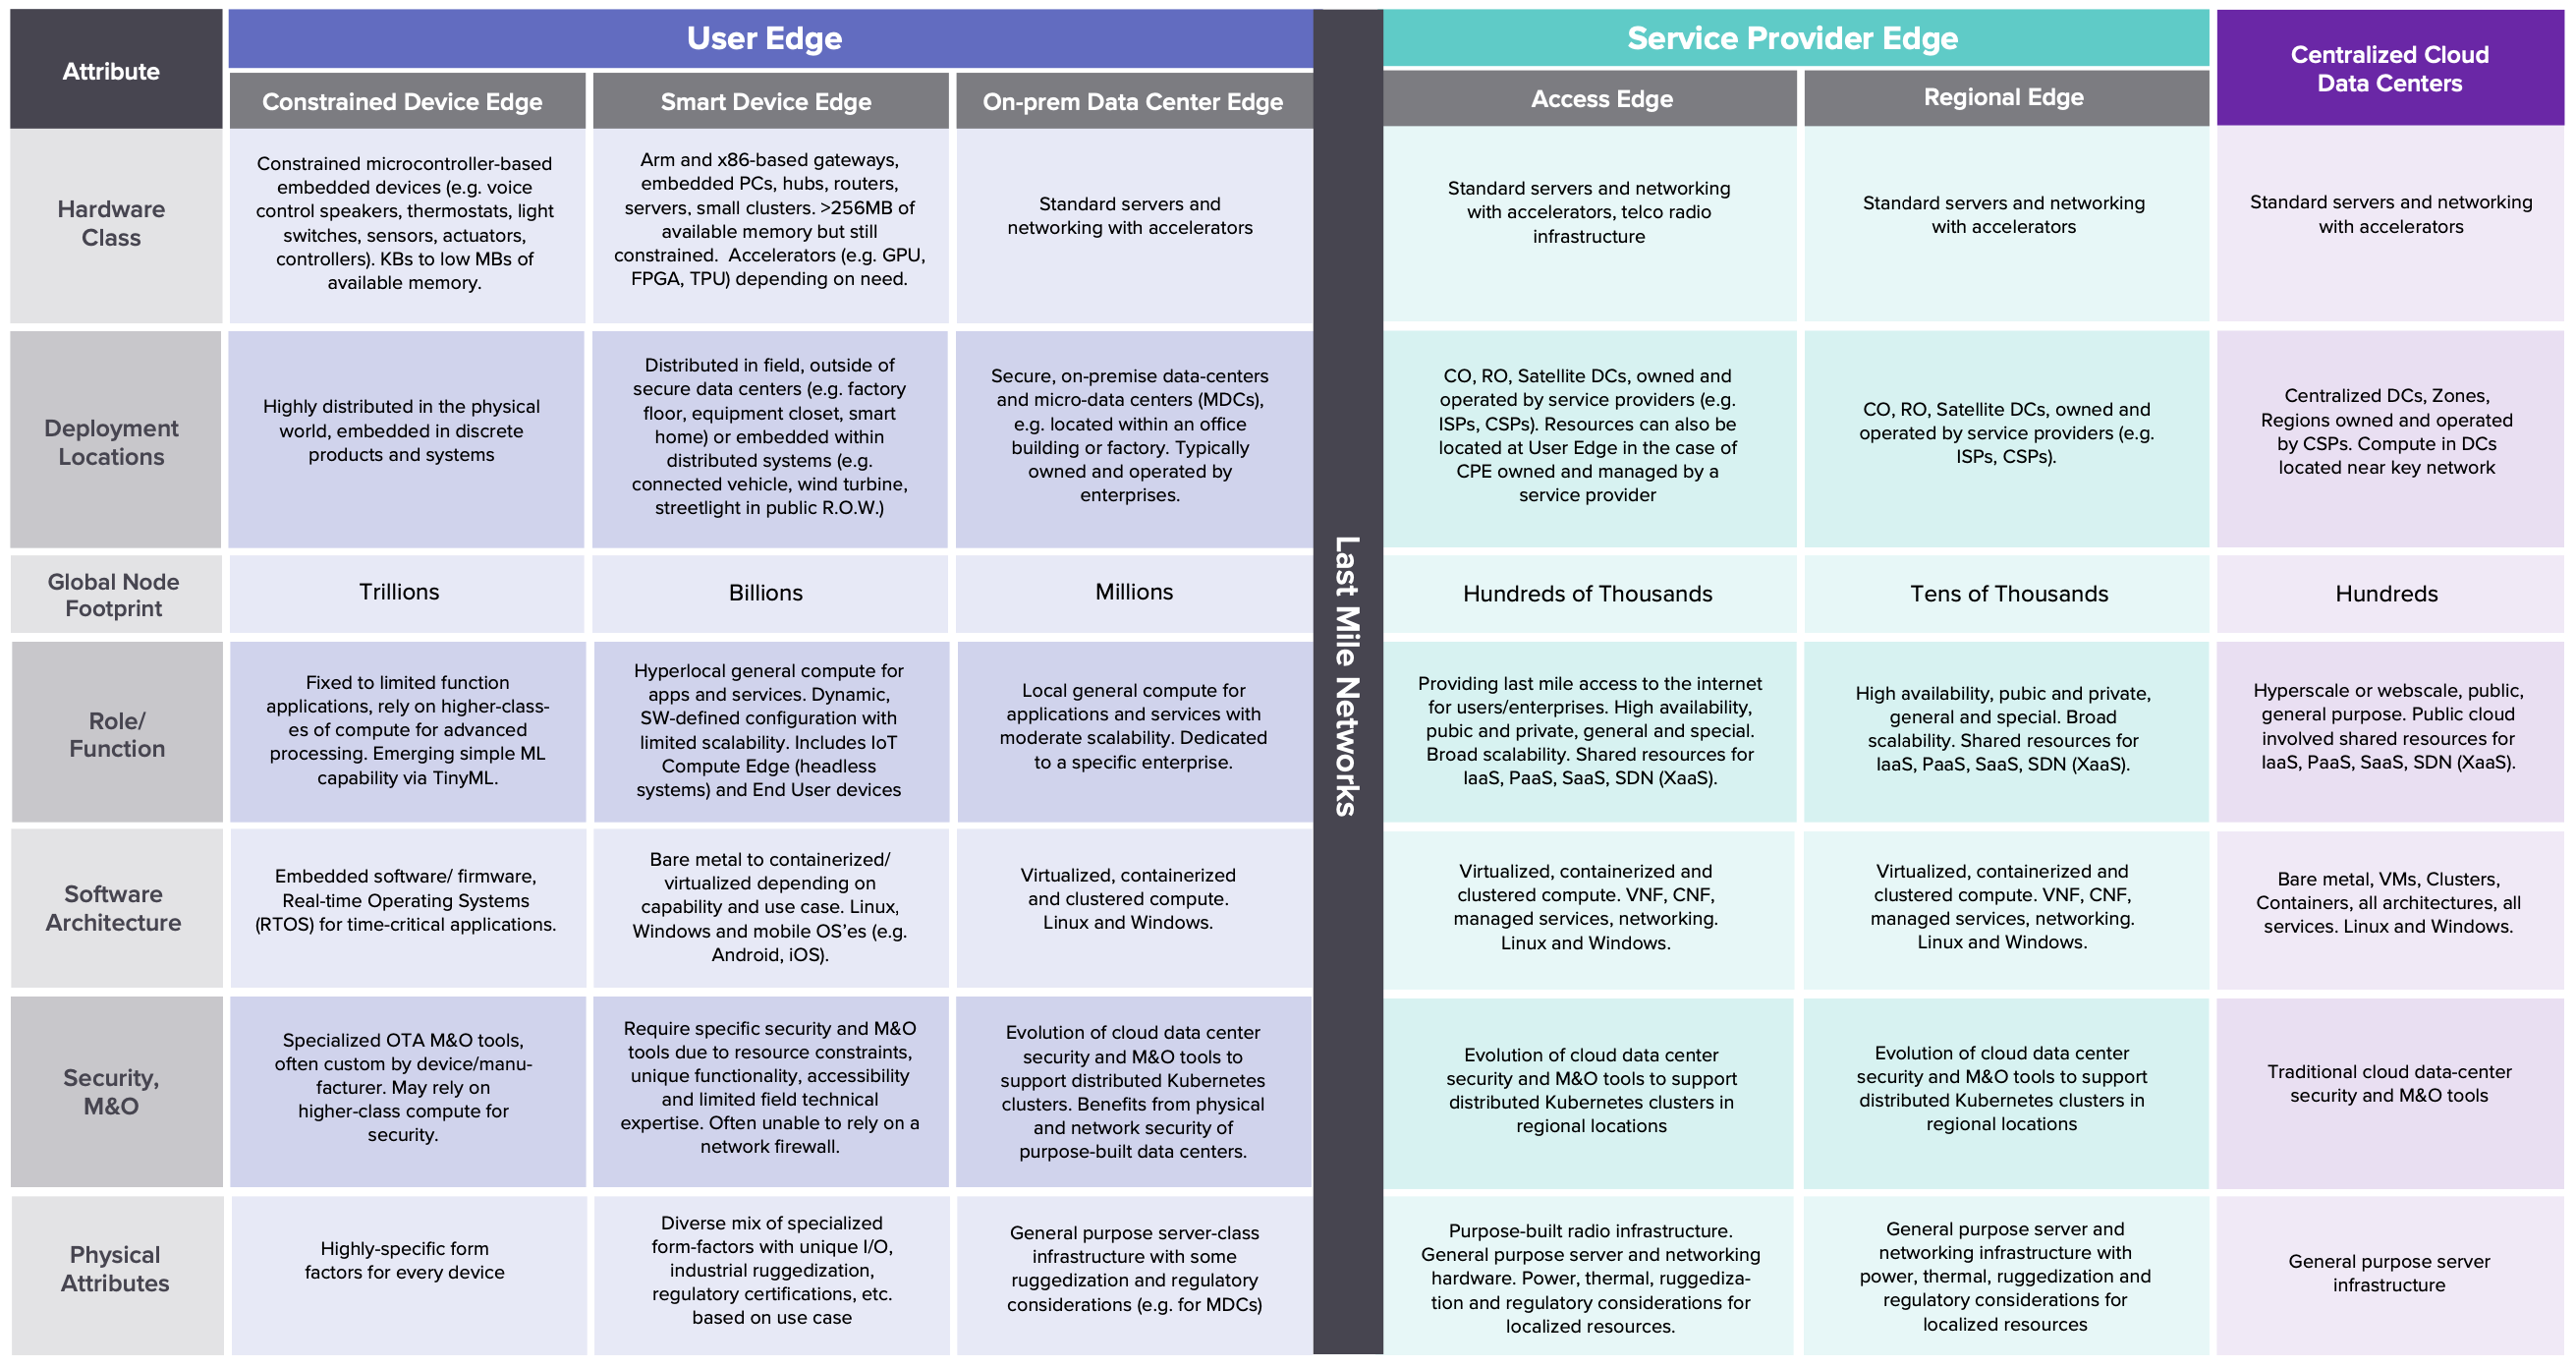 Attribute
User Edge
Service Provider Edge
Centralized Cloud
Data Centers
Constrained Device Edge
Smart Device Edge
On-prem Data Center Edge
Access Edge
Regional Edge
Last Mile Networks
Hardware
Class
Constrained microcontroller-based
embedded devices (e.g. voice
control speakers, thermostats, light
switches, sensors, actuators,
controllers). KBs to low MBs of
available memory.
Arm and x86-based gateways,
embedded PCs, hubs, routers,
servers, small clusters. >256MB of
available memory but still
constrained.  Accelerators (e.g. GPU,
FPGA, TPU) depending on need.
Standard servers and
networking with accelerators
Standard servers and networking
with accelerators, telco radio
infrastructure
Standard servers and networking
with accelerators
Standard servers and networking
with accelerators
Deployment
Locations
Highly distributed in the physical
world, embedded in discrete
products and systems
Distributed in field, outside of
secure data centers (e.g. factory
floor, equipment closet, smart
home) or embedded within
distributed systems (e.g.
connected vehicle, wind turbine,
streetlight in public R.O.W.)
Secure, on-premise data-centers
and micro-data centers (MDCs),
e.g. located within an office
building or factory. Typically
owned and operated by
enterprises.
CO, RO, Satellite DCs, owned and
operated by service providers (e.g.
ISPs, CSPs). Resources can also be
located at User Edge in the case of
CPE owned and managed by a
service provider
CO, RO, Satellite DCs, owned and
operated by service providers (e.g.
ISPs, CSPs).
Centralized DCs, Zones,
Regions owned and operated
by CSPs. Compute in DCs
located near key network
Global Node
Footprint
Trillions
Billions
Millions
Hundreds of Thousands
Tens of Thousands
Hundreds
Role/
Function
Fixed to limited function
applications, rely on higher-class-
es of compute for advanced
processing. Emerging simple ML
capability via TinyML.
Hyperlocal general compute for
apps and services. Dynamic,
SW-defined configuration with
limited scalability. Includes IoT
Compute Edge (headless
systems) and End User devices
Local general compute for
applications and services with
moderate scalability. Dedicated
to a specific enterprise.
Providing last mile access to the internet
for users/enterprises. High availability,
pubic and private, general and special.
Broad scalability. Shared resources for
IaaS, PaaS, SaaS, SDN (XaaS).
High availability, pubic and private,
general and special. Broad
scalability. Shared resources for
IaaS, PaaS, SaaS, SDN (XaaS).
Hyperscale or webscale, public,
general purpose. Public cloud
involved shared resources for
IaaS, PaaS, SaaS, SDN (XaaS).
Software
Architecture
Embedded software/ firmware,
Real-time Operating Systems
(RTOS) for time-critical applications.
Bare metal to containerized/
virtualized depending on
capability and use case. Linux,
Windows and mobile OS'es (e.g.
Android, iOS).
Virtualized, containerized
and clustered compute.
Linux and Windows.
Virtualized, containerized and
clustered compute. VNF, CNF,
managed services, networking.
Linux and Windows.
Virtualized, containerized and
clustered compute. VNF, CNF,
managed services, networking.
Linux and Windows.
Bare metal, VMs, Clusters,
Containers, all architectures, all
services. Linux and Windows.
Security,
M&O
Specialized OTA M&O tools,
often custom by device/manu-
facturer. May rely on
higher-class compute for
security.
Require specific security and M&O
tools due to resource constraints,
unique functionality, accessibility
and limited field technical
expertise. Often unable to rely on a
network firewall.
Evolution of cloud data center
security and M&O tools to
support distributed Kubernetes
clusters. Benefits from physical
and network security of
purpose-built data centers.
Evolution of cloud data center
security and M&O tools to support
distributed Kubernetes clusters in
regional locations
Evolution of cloud data center
security and M&O tools to support
distributed Kubernetes clusters in
regional locations
Traditional cloud data-center
security and M&O tools
Physical
Attributes
Highly-specific form
factors for every device
Diverse mix of specialized
form-factors with unique I/O,
industrial ruggedization,
regulatory certifications, etc.
based on use case
General purpose server-class
infrastructure with some
ruggedization and regulatory
considerations (e.g. for MDCs)
Purpose-built radio infrastructure.
General purpose server and networking
hardware. Power, thermal, ruggediza-
tion and regulatory considerations for
localized resources.
General purpose server and
networking infrastructure with
power, thermal, ruggedization and
regulatory considerations for
localized resources
General purpose server
infrastructure